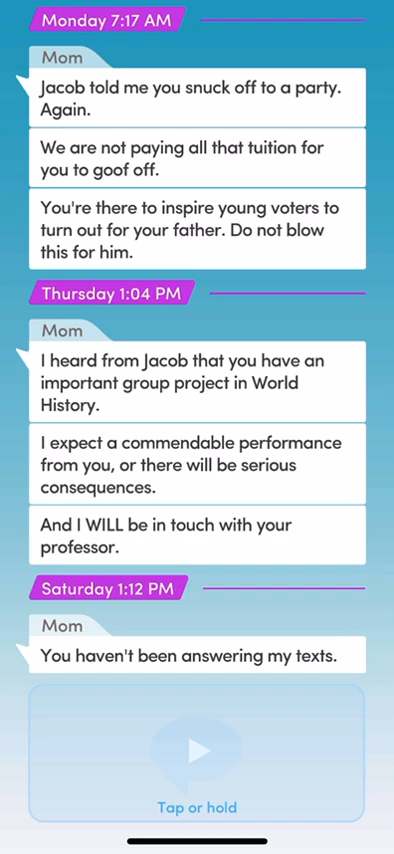 Monday 7:17 AM
Mom
Jacob told me you snuck off to a party.
Again.
We are not paying all that tuition for
you to goof off.
You're there to inspire young voters to
turn out for your father. Do not blow
this for him.
Thursday 1:04 PM
Mom
I heard from Jacob that you have an
important group project in World
History.
I expect a commendable performance
from you, or there will be serious
consequences.
And I WILL be in touch with your
professor.
Saturday 1:12 PM
Mom
You haven't been answering my texts.
Tap or hold